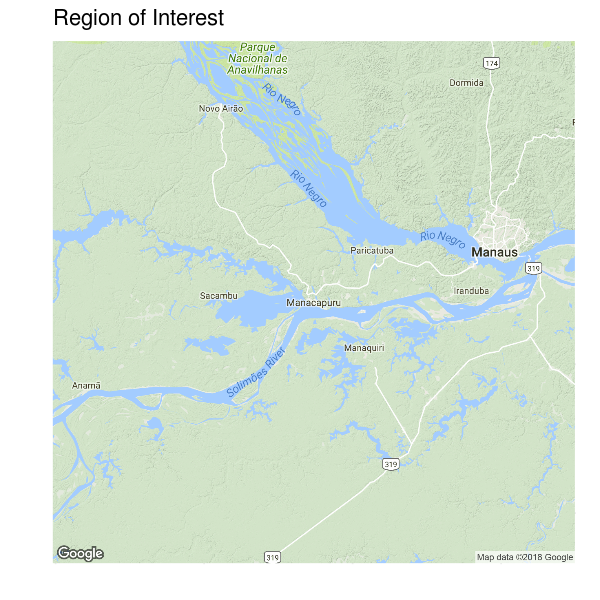 Region of Interest
Parque
Nacional de
Anavilhanas
174
Dormida
Rio Negro
Novo Airão
Rio Negro
Rio Negro
Paricatuba
Manaus
319
Sacambu
Iranduba
Manacapuru
Manaquiri
Solimões River
Anamã
319
319
Google
Map data ©2018 Google